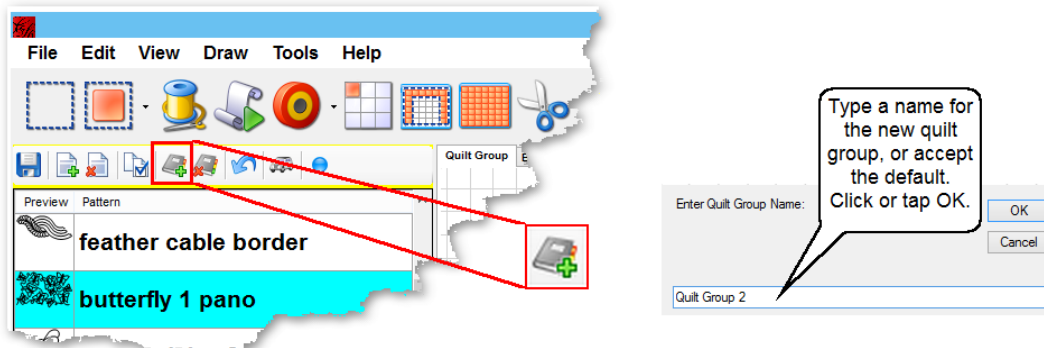 File Edit View Draw Tools Help
Quilt Group
Preview Pattern
feather cable border
butterfly 1 pano
Type a name for
the new quilt
group, or accept
the default.
Click or tap OK.
Enter Quilt Group Name:
OK
Cancel
Quilt Group 2